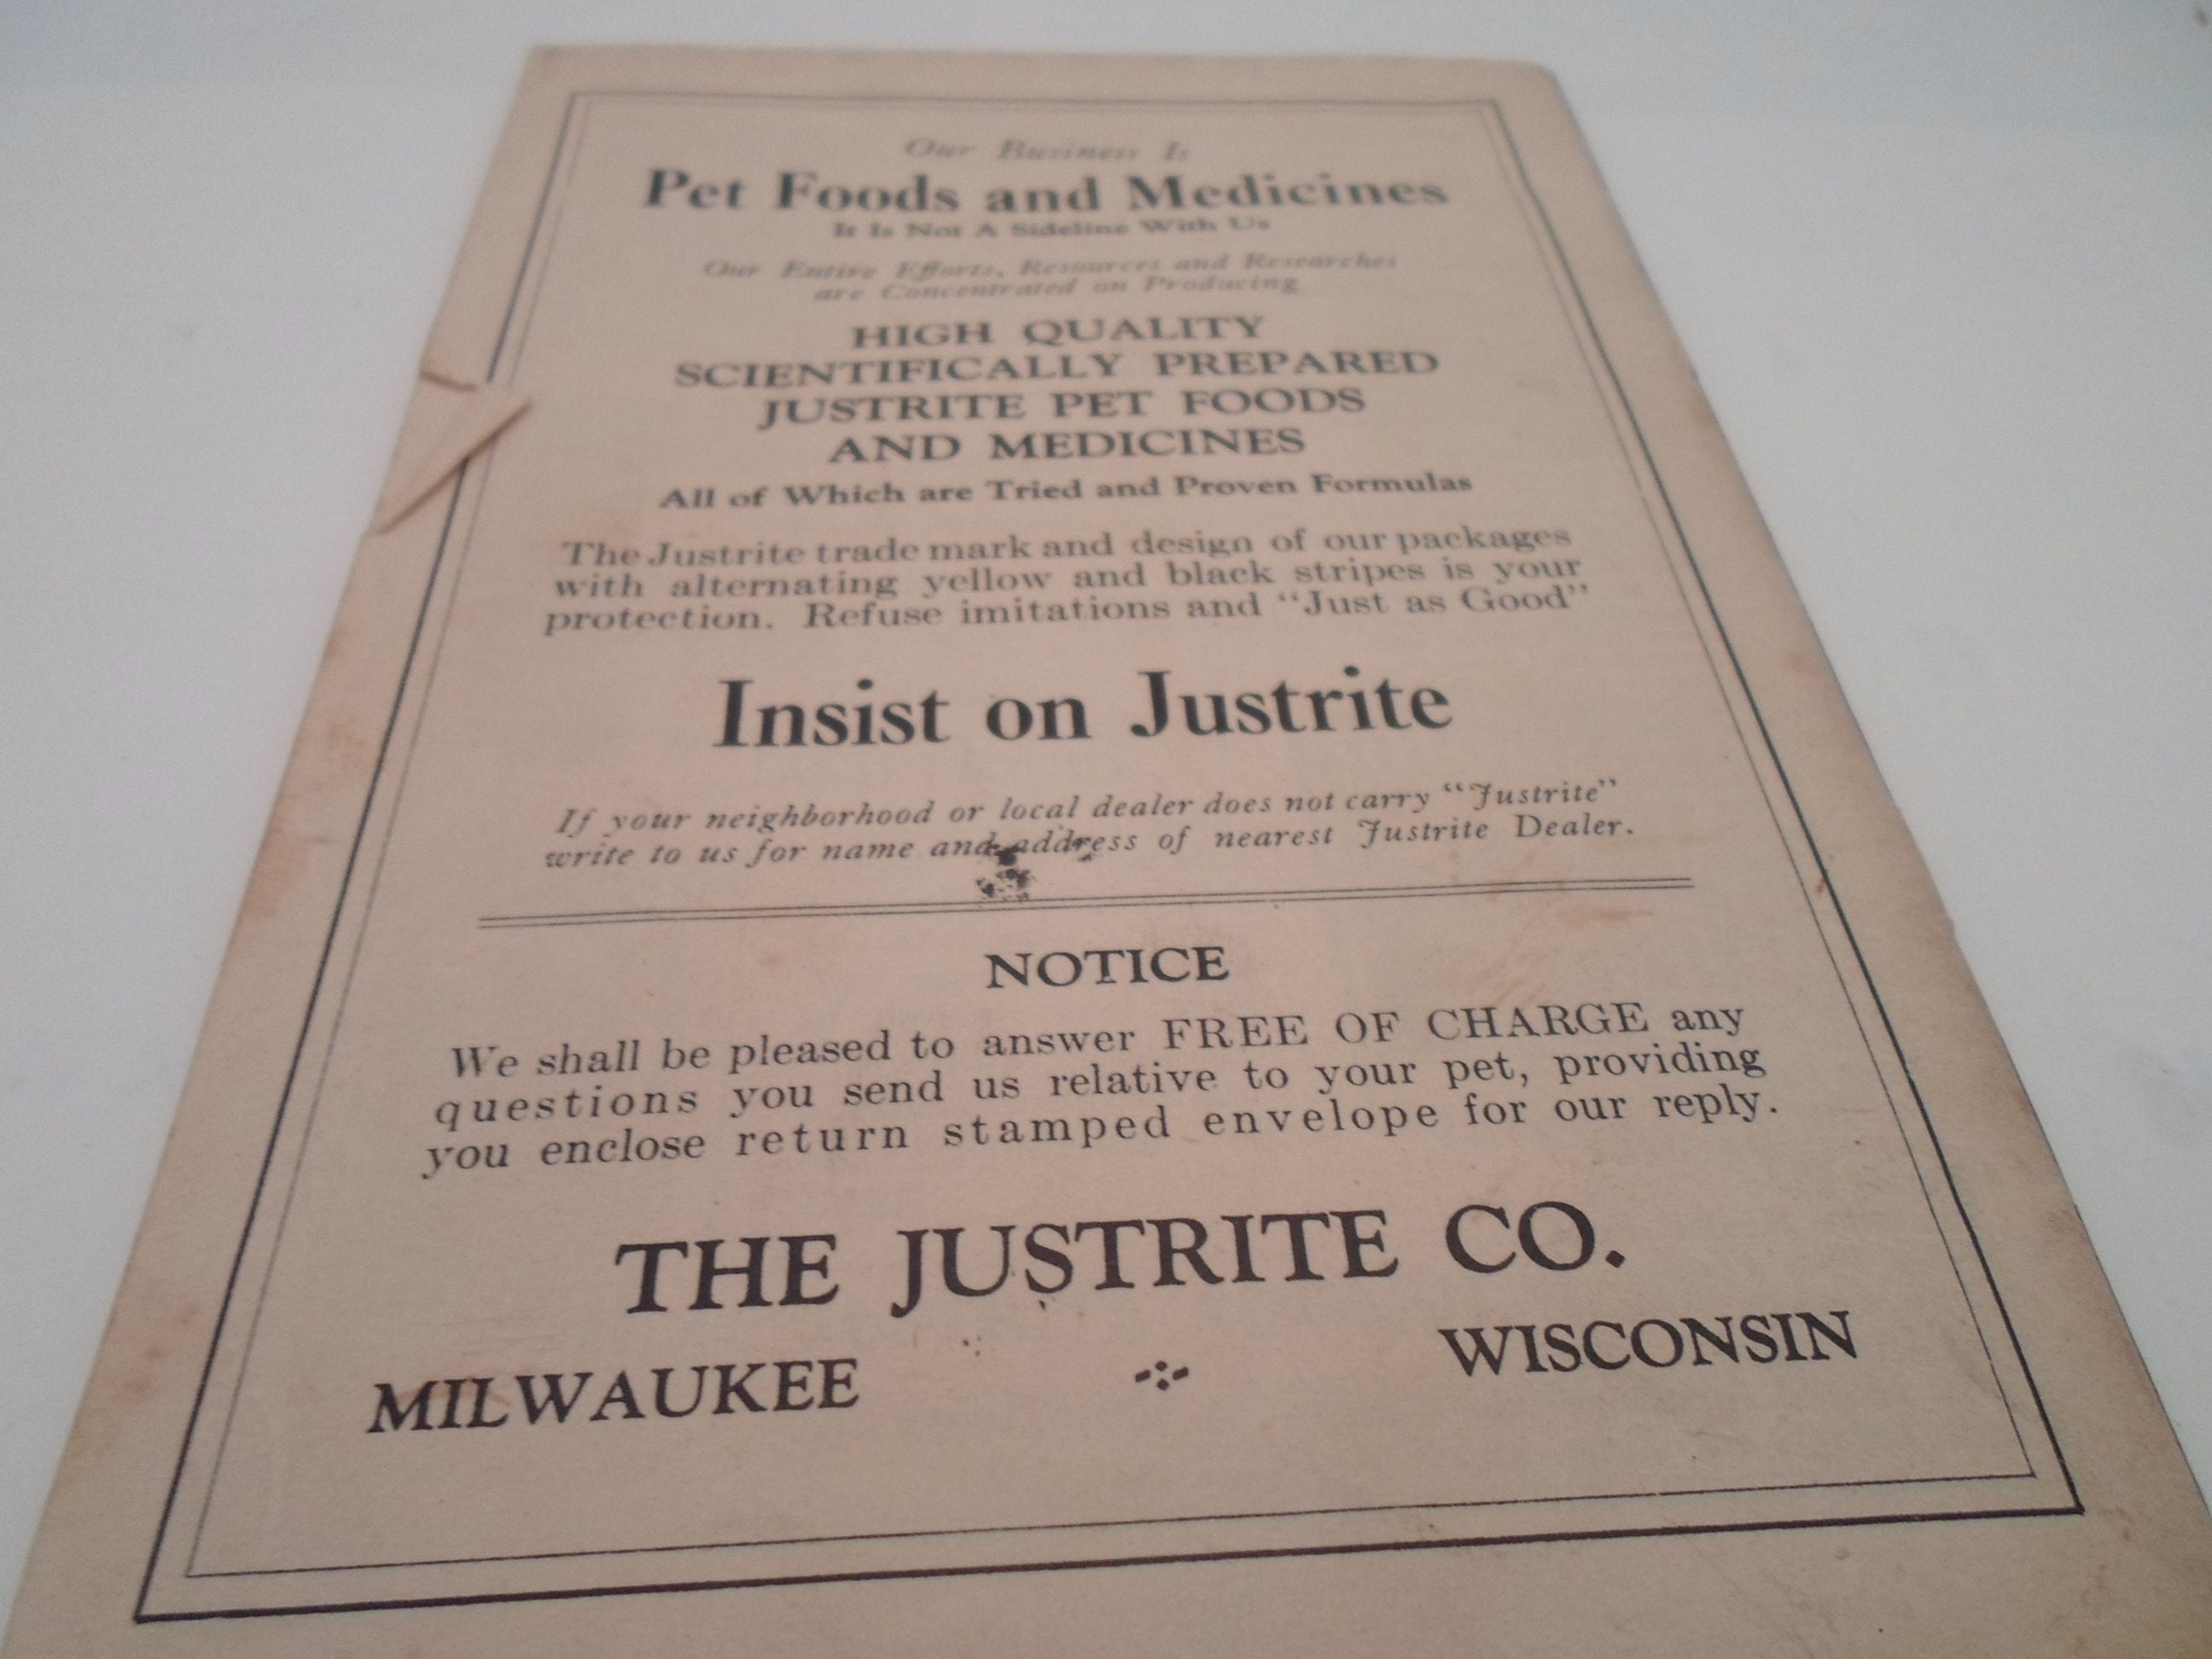 Our Business Is
Pet Foods and Medicines
It Is Not A Sideline With Us
Our Entire Efforts, Resources and Researches
are Concentrated on Producing
HIGH QUALITY
SCIENTIFICALLY PREPARED
JUSTRITE PET FOODS
AND MEDICINES
All of Which are Tried and Proven Formulas
The Justrite trade mark and design of our packages
with alternating yellow and black stripes is your
protection. Refuse imitations and "Just as Good"
Insist on Justrite
If your neighborhood or local dealer does not carry "Justrite"
write to us for name and address of nearest Justrite Dealer.
NOTICE
We shall be pleased to answer FREE OF CHARGE any
questions you send us relative to your pet, providing
you enclose return stamped envelope for our reply.
THE JUSTRITE CO.
MILWAUKEE WISCONSIN